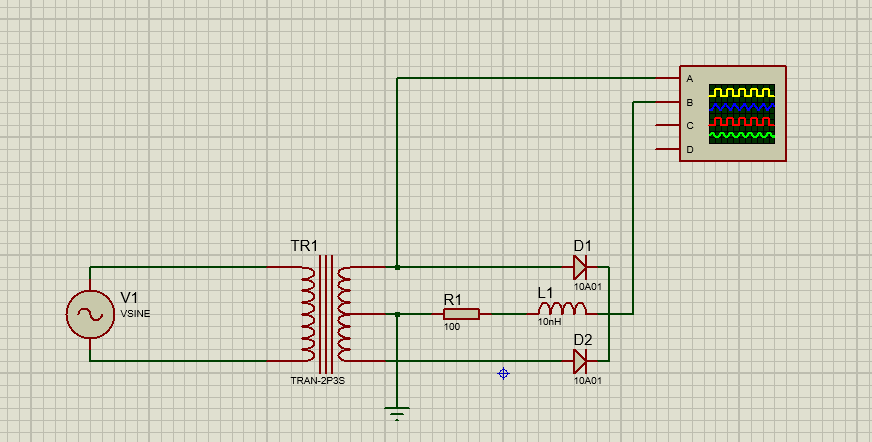 A
B
C
D
TR1
D1
V1
VSINE
10A01
L1
R1
10nH
100
D2
TRAN-2P3S
10A01